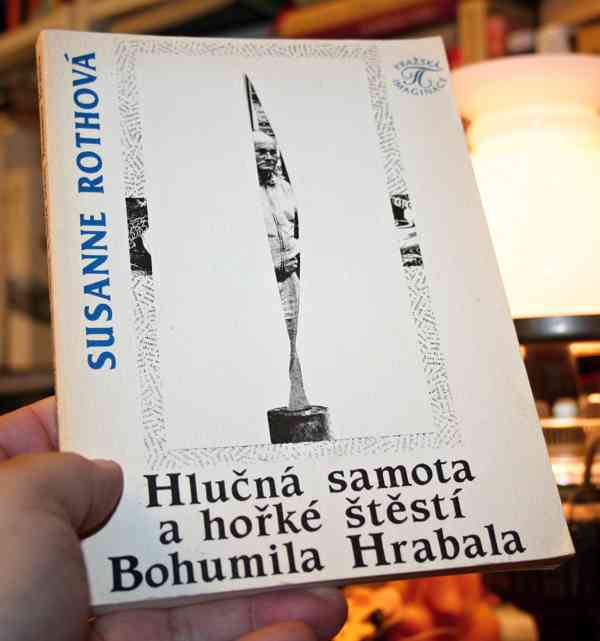 SUSANNE ROTHOVÁ
PRAŽSKÁ
IMAGINACE
Hlučná samota
a hořké štěstí
Bohumila Hrabala